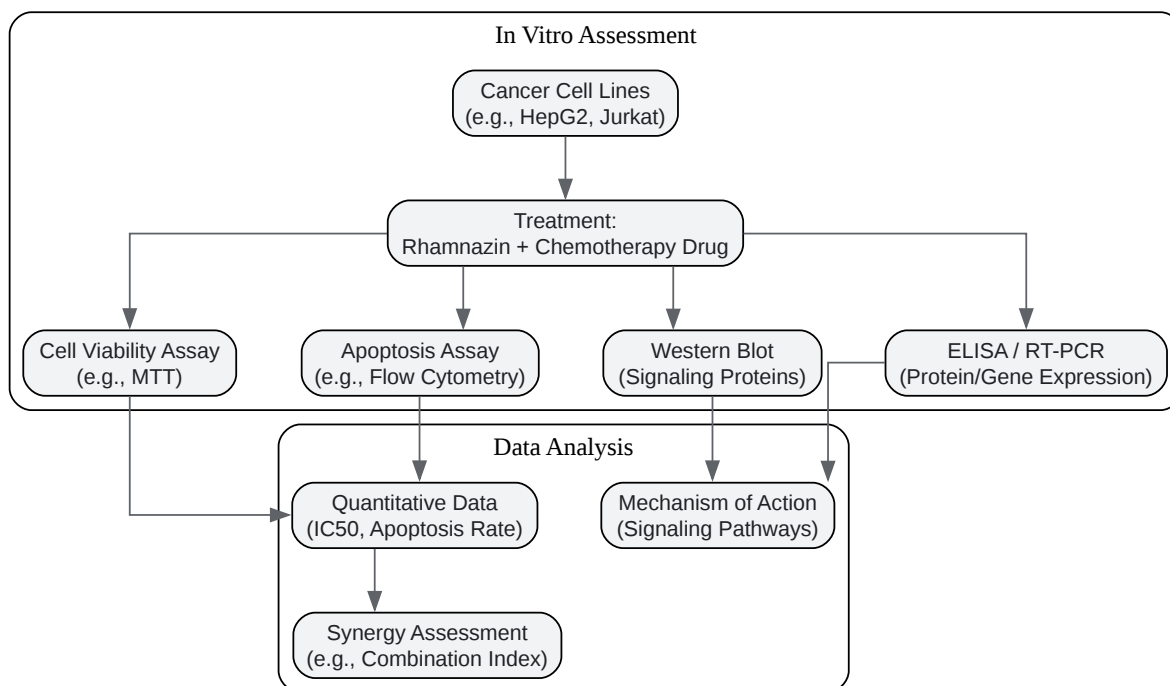 In Vitro Assessment
Cancer Cell Lines
(e.g., HepG2, Jurkat)
Treatment:
Rhamnazin + Chemotherapy Drug
Cell Viability Assay
(e.g., MTT)
Apoptosis Assay
(e.g., Flow Cytometry)
Western Blot
(Signaling Proteins)
ELISA / RT-PCR
(Protein/Gene Expression)
Data Analysis
Quantitative Data
(IC50, Apoptosis Rate)
Mechanism of Action
(Signaling Pathways)
Synergy Assessment
(e.g., Combination Index)